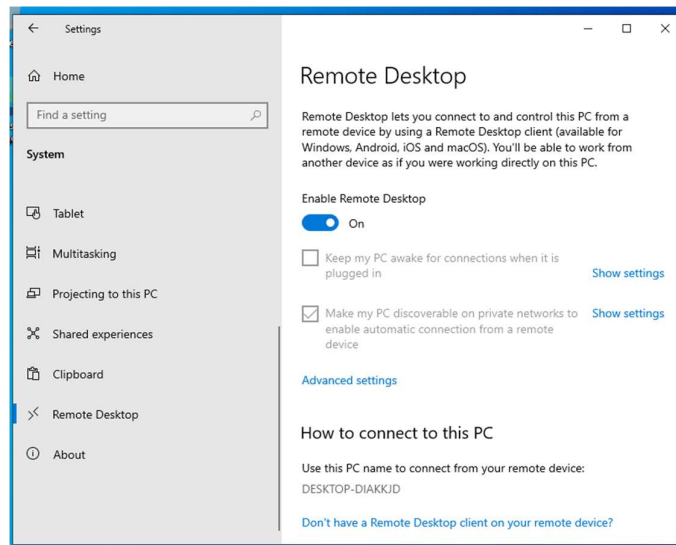 Settings
Home
Find a setting
System
Tablet
Multitasking
Projecting to this PC
Shared experiences
Clipboard
Remote Desktop
About
Remote Desktop
Remote Desktop lets you connect to and control this PC from a
remote device by using a Remote Desktop client (available for
Windows, Android, iOS and macOS). You'll be able to work from
another device as if you were working directly on this PC.
Enable Remote Desktop
On
Keep my PC awake for connections when it is
plugged in
Show settings
Make my PC discoverable on private networks to
enable automatic connection from a remote
device
Show settings
Advanced settings
How to connect to this PC
Use this PC name to connect from your remote device:
DESKTOP-DIAKKJD
Don't have a Remote Desktop client on your remote device?